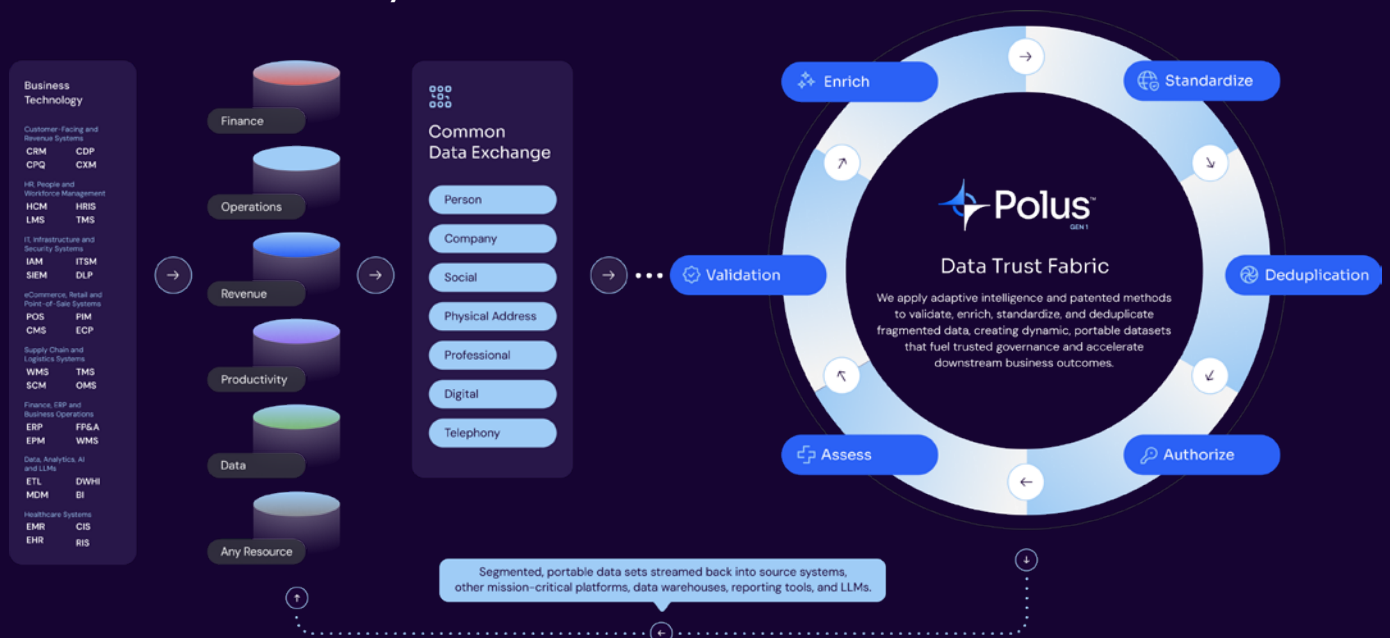 Business
Technology
Customer-Facing and
Revenue Systems
CRM CDP
CPQ CXM
HR, People and
Workforce Management
HCM HRIS
LMS TMS
IT, Infrastructure and
Security Systems
IAM ITSM
SIEM DLP
eCommerce, Retail and
Point-of-Sale Systems
POS PIM
CMS ECP
Supply Chain and
Logistics Systems
WMS TMS
SCM OMS
Finance, ERP and
Business Operations
ERP FP&A
EPM WMS
Data, Analytics, AI
and LLMs
ETL DWHI
MDM BI
Healthcare Systems
EMR CIS
EHR RIS
Finance
Operations
Revenue
Productivity
Data
Any Resource
Common
Data Exchange
Person
Company
Social
Physical Address
Professional
Digital
Telephony
Enrich
Standardize
Validation
Deduplication
Assess
Authorize
Polus™
GEN 1
Data Trust Fabric
We apply adaptive intelligence and patented methods
to validate, enrich, standardize, and deduplicate
fragmented data, creating dynamic, portable datasets
that fuel trusted governance and accelerate
downstream business outcomes.
Segmented, portable data sets streamed back into source systems,
other mission-critical platforms, data warehouses, reporting tools, and LLMs.